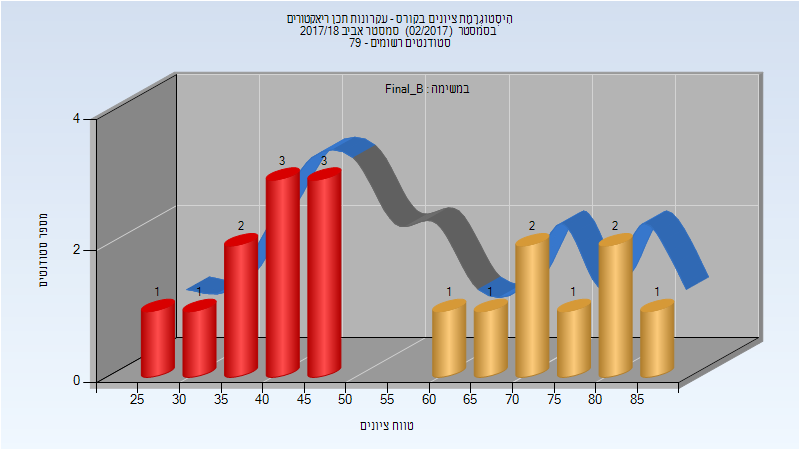 היסטוגרמת ציונים בקורס - עקרונות תכן ריאקטורים
בסמסטר (02/2017) סמסטר אביב 2017/18
סטודנטים רשומים - 79
במשימה : Final_B
מספר סטודנטים
4
2
0
1
1
2
3
3
1
1
2
1
2
1
25 30 35 40 45 50 55 60 65 70 75 80 85
טווח ציונים